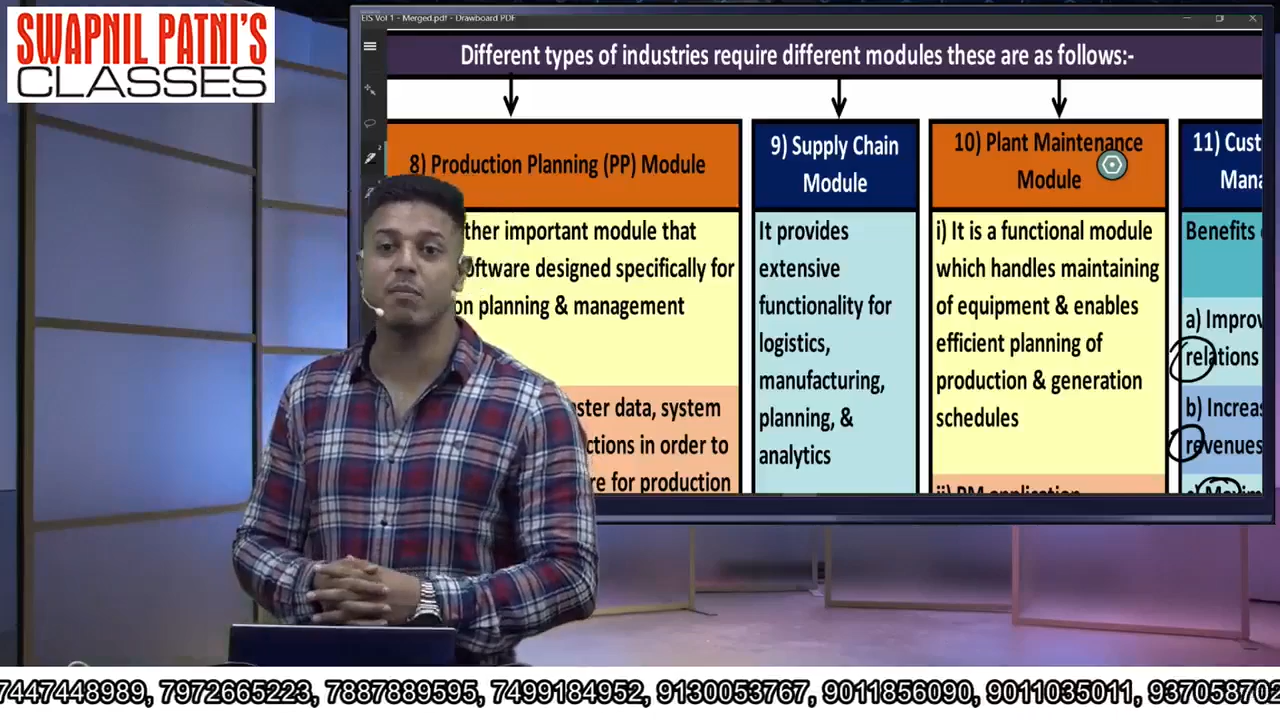 SWAPNIL PATNI'S
CLASSES
EIS Vol 1 - Merged.pdf - Drawboard PDF
Different types of industries require different modules these are as follows:-
8) Production Planning (PP) Module
ther important module that
oftware designed specifically for
on planning & management
aster data, system
ctions in order to
re for production
9) Supply Chain
Module
It provides
extensive
functionality for
logistics,
manufacturing,
planning, &
analytics
10) Plant Maintenance
Module
i) It is a functional module
which handles maintaining
of equipment & enables
efficient planning of
production & generation
schedules
ii) PM application
11) Cust
Mana
Benefits
a) Improv
relations
b) Increas
revenues
7447448989, 7972665223, 7887889595, 7499184952, 9130053767, 9011856090, 9011035011, 937058702